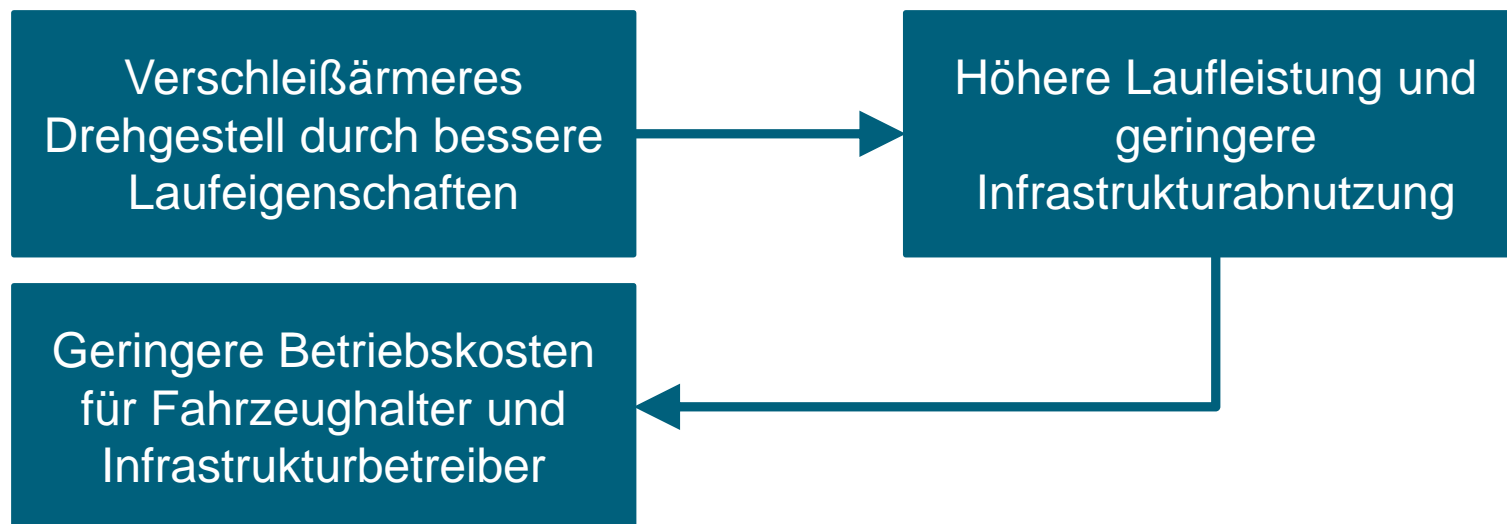 Verschleißärmeres
Drehgestell durch bessere
Laufeigenschaften
Höhere Laufleistung und
geringere
Infrastrukturabnutzung
Geringere Betriebskosten
für Fahrzeughalter und
Infrastrukturbetreiber